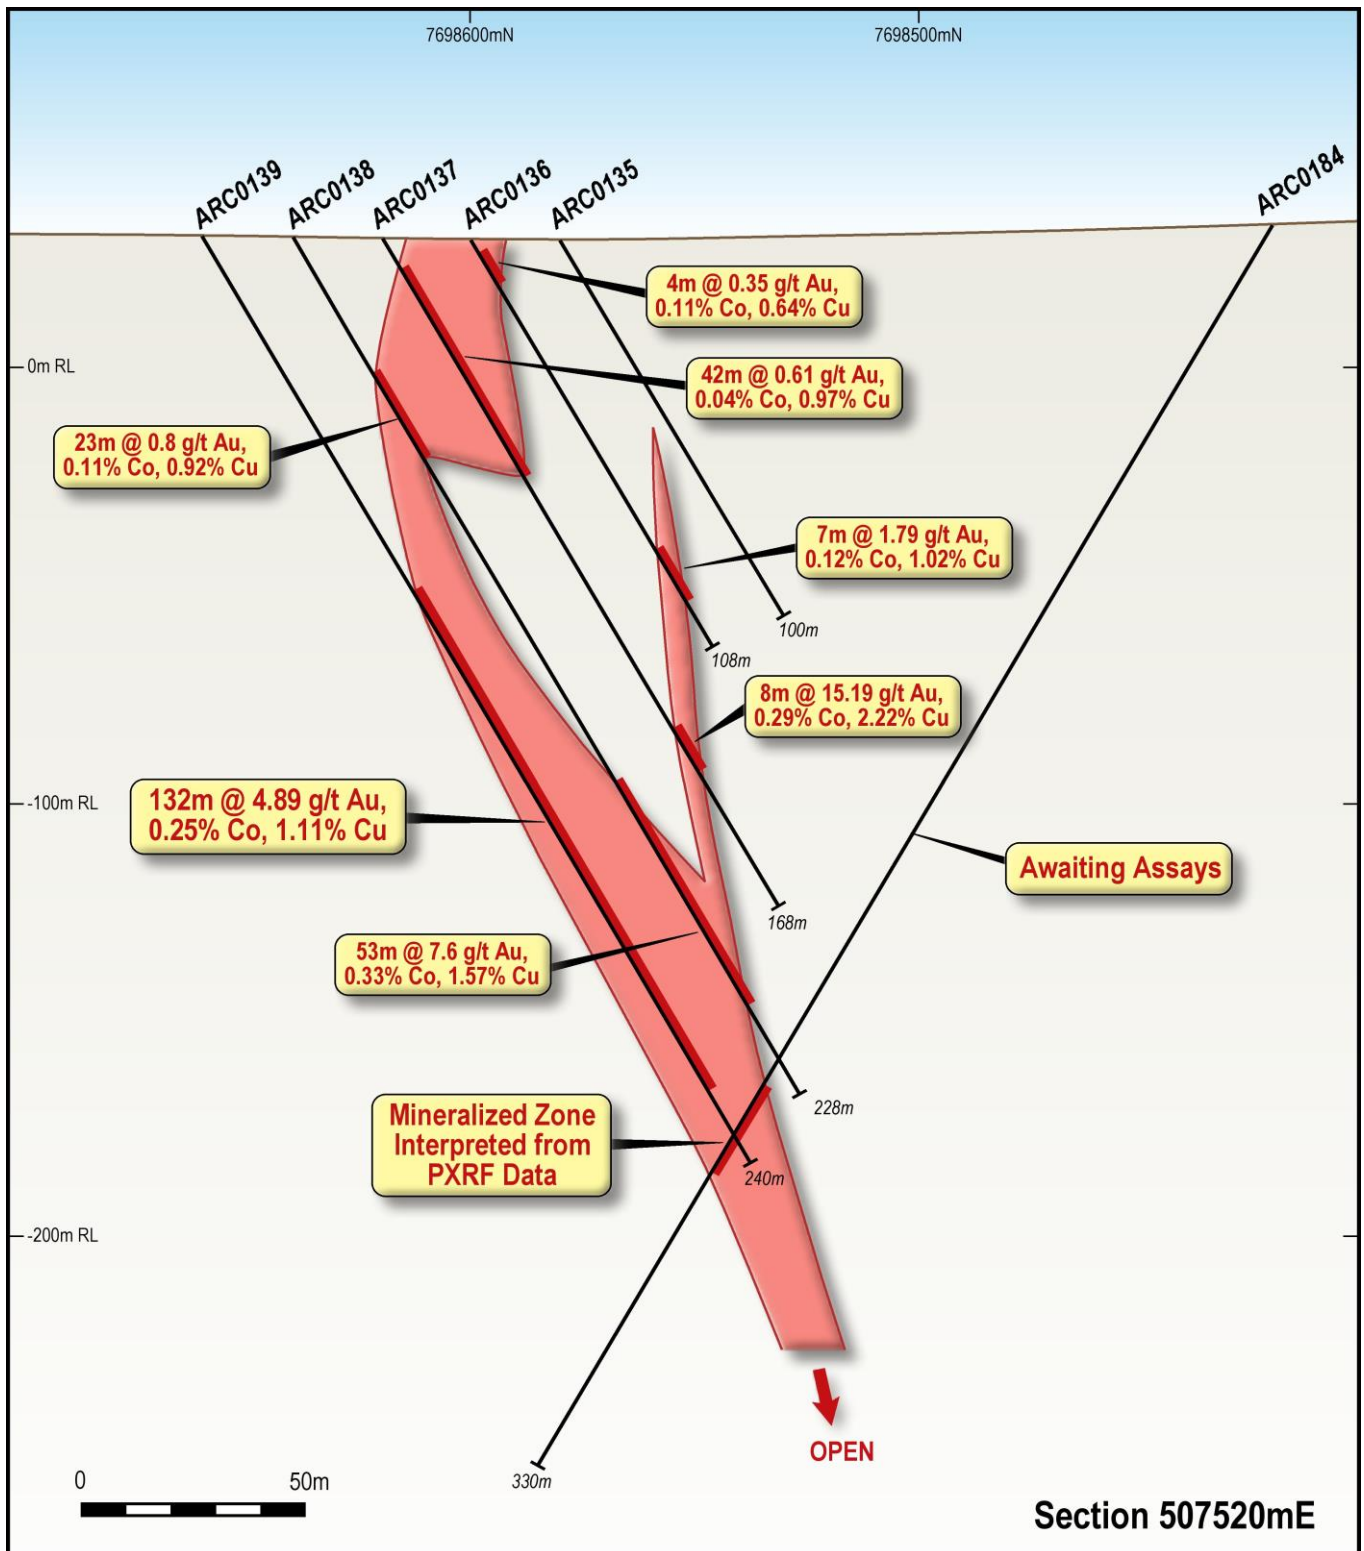 7698600mN
7698500mN
ARC0139
ARC0138
ARC0137
ARC0136
ARC0135
ARC0184
4m @ 0.35 g/t Au,
0.11% Co, 0.64% Cu
0m RL
42m @ 0.61 g/t Au,
0.04% Co, 0.97% Cu
23m @ 0.8 g/t Au,
0.11% Co, 0.92% Cu
7m @ 1.79 g/t Au,
0.12% Co, 1.02% Cu
100m
108m
8m @ 15.19 g/t Au,
0.29% Co, 2.22% Cu
-100m RL
132m @ 4.89 g/t Au,
0.25% Co, 1.11% Cu
Awaiting Assays
168m
53m @ 7.6 g/t Au,
0.33% Co, 1.57% Cu
228m
Mineralized Zone
Interpreted from
PXRF Data
240m
-200m RL
OPEN
330m
0
50m
Section 507520mE